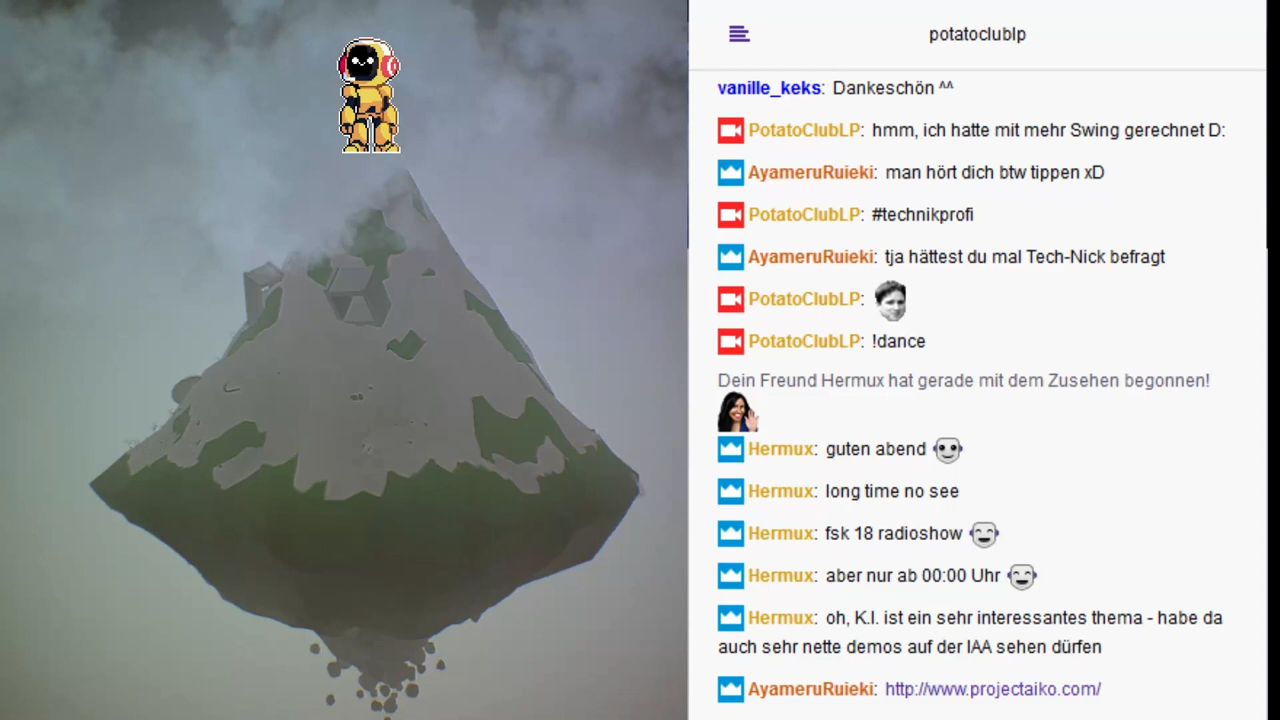 potatoclublp
vanille_keks: Dankeschön ^^
PotatoClubLP: hmm, ich hatte mit mehr Swing gerechnet D:
AyameruRuieki: man hört dich btw tippen xD
PotatoClubLP: #technikprofi
AyameruRuieki: tja hättest du mal Tech-Nick befragt
PotatoClubLP:
PotatoClubLP: !dance
Dein Freund Hermux hat gerade mit dem Zusehen begonnen!
Hermux: guten abend
Hermux: long time no see
Hermux: fsk 18 radioshow
Hermux: aber nur ab 00:00 Uhr
Hermux: oh, K.I. ist ein sehr interessantes thema - habe da
auch sehr nette demos auf der IAA sehen dürfen
AyameruRuieki: http://www.projectaiko.com/